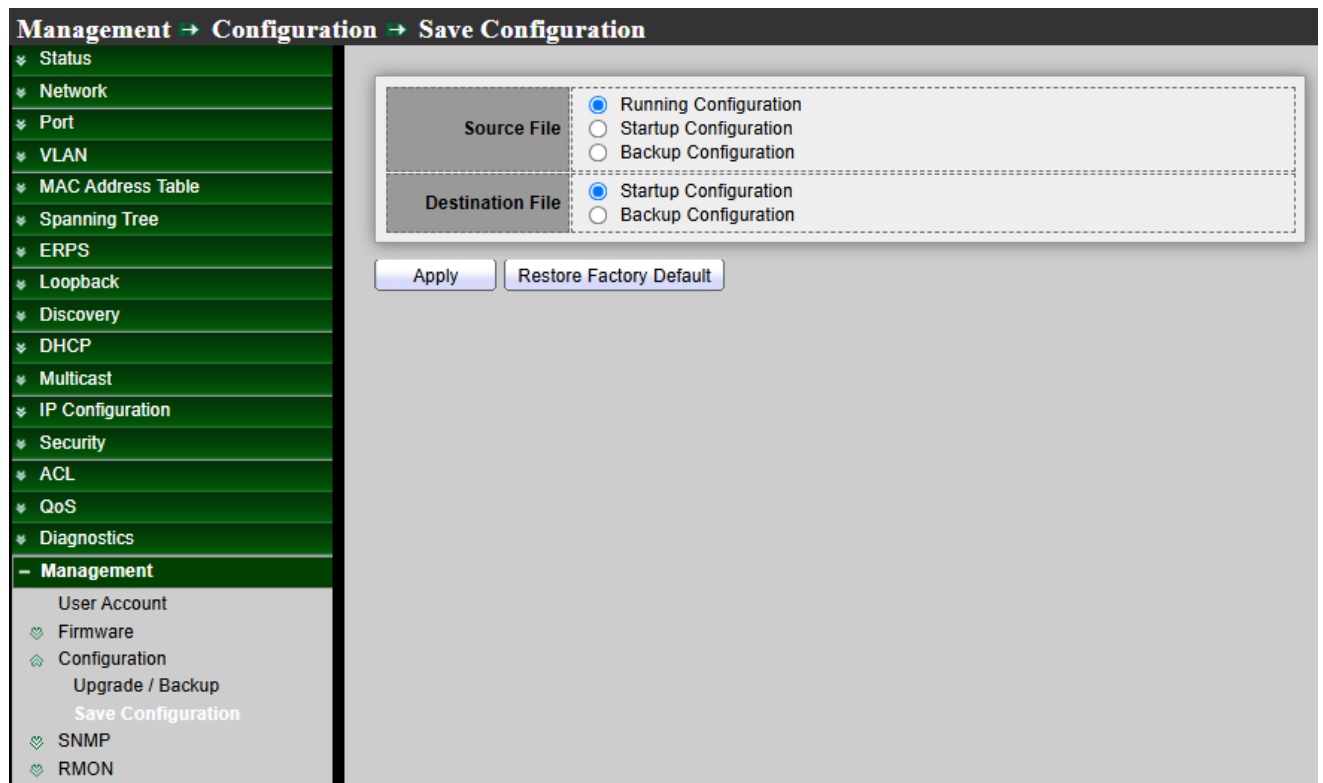 Management → Configuration → Save Configuration
Status
Network
Port
VLAN
MAC Address Table
Spanning Tree
ERPS
Loopback
Discovery
DHCP
Multicast
IP Configuration
Security
ACL
QoS
Diagnostics
Management
User Account
Firmware
Configuration
Upgrade / Backup
Save Configuration
SNMP
RMON
Source File
Running Configuration
Startup Configuration
Backup Configuration
Destination File
Startup Configuration
Backup Configuration
Apply
Restore Factory Default